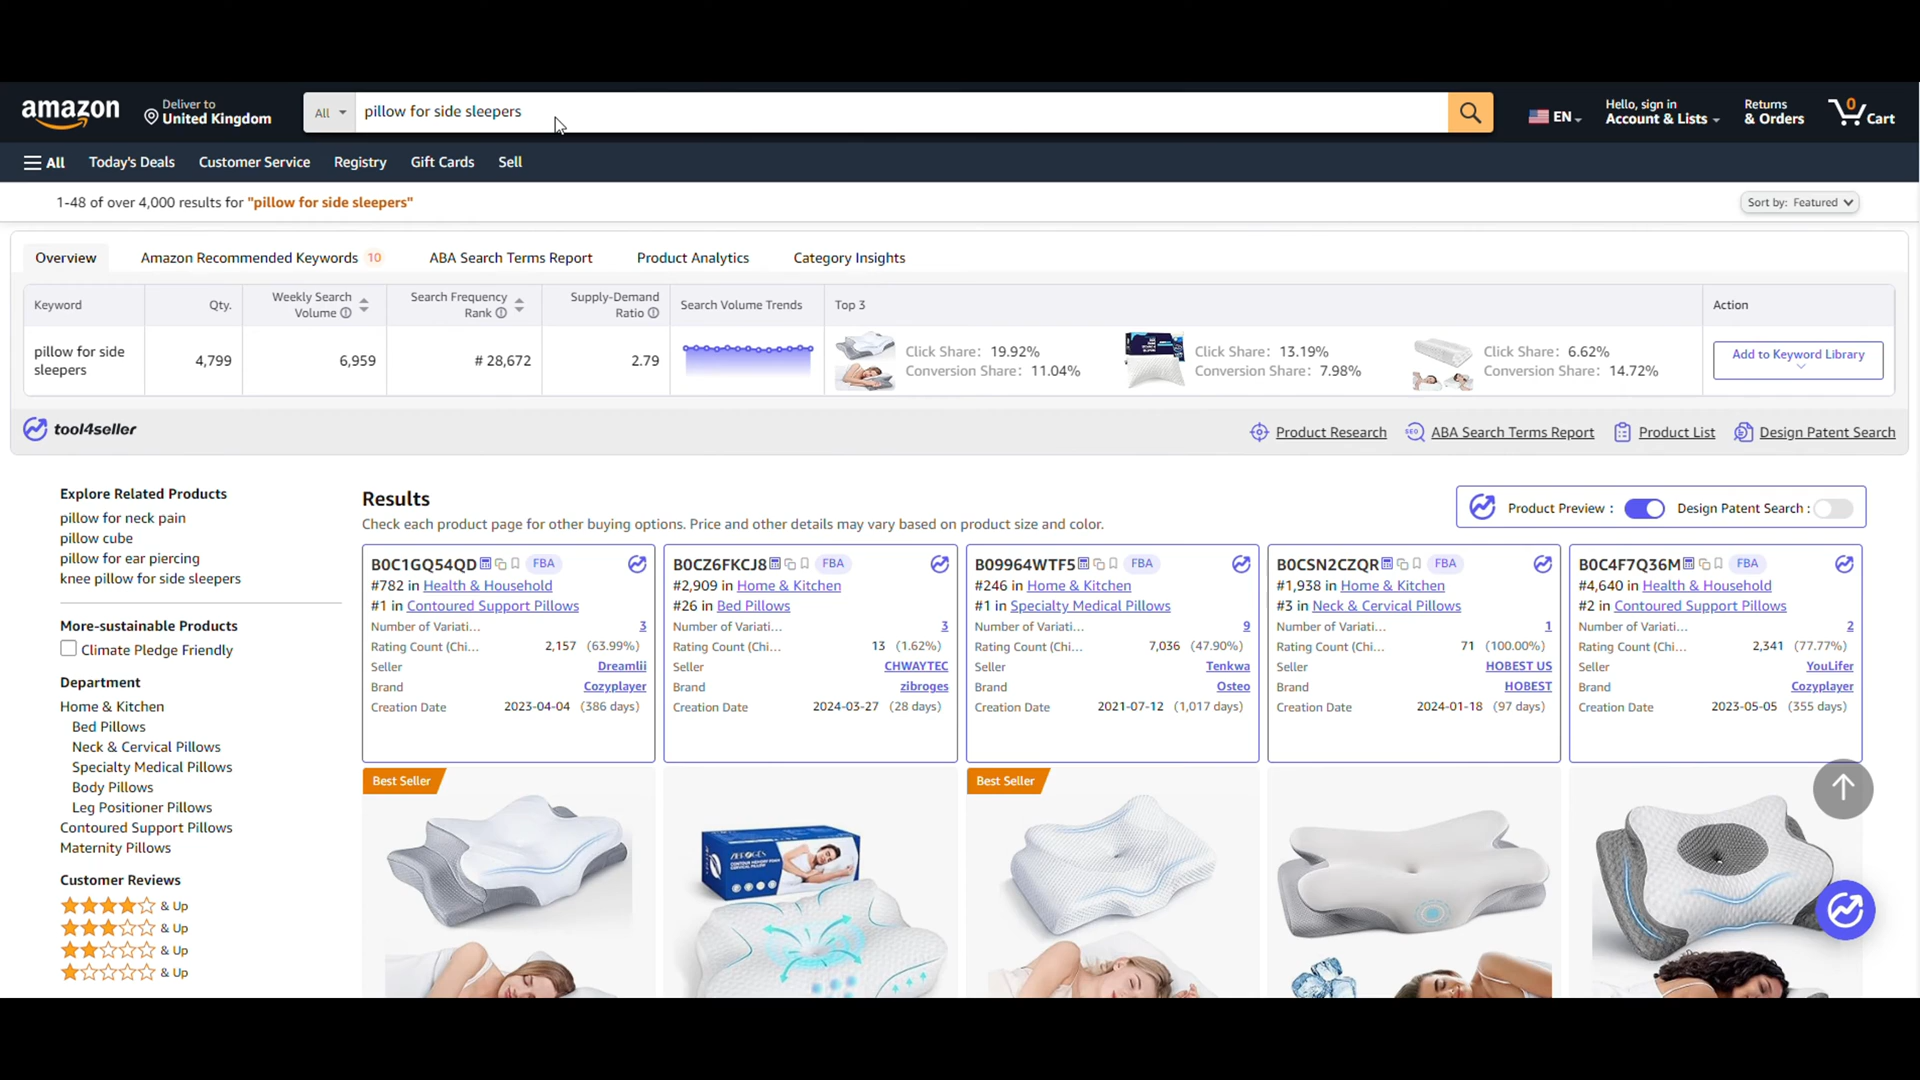 amazon
Deliver to
United Kingdom
All
pillow for side sleepers
EN
Hello, sign in
Account & Lists
Returns
& Orders
0
Cart
All
Today's Deals
Customer Service
Registry
Gift Cards
Sell
1-48 of over 4,000 results for "pillow for side sleepers"
Sort by: Featured
Overview
Amazon Recommended Keywords 10
ABA Search Terms Report
Product Analytics
Category Insights
Keyword
Qty.
Weekly Search
Volume
Search Frequency
Rank
Supply-Demand
Ratio
Search Volume Trends
Top 3
Action
pillow for side
sleepers
4,799
6,959
# 28,672
2.79
Click Share: 19.92%
Conversion Share: 11.04%
Click Share: 13.19%
Conversion Share: 7.98%
Click Share: 6.62%
Conversion Share: 14.72%
Add to Keyword Library
tool4seller
Product Research
ABA Search Terms Report
Product List
Design Patent Search
Explore Related Products
pillow for neck pain
pillow cube
pillow for ear piercing
knee pillow for side sleepers
More-sustainable Products
Climate Pledge Friendly
Department
Home & Kitchen
Bed Pillows
Neck & Cervical Pillows
Specialty Medical Pillows
Body Pillows
Leg Positioner Pillows
Contoured Support Pillows
Maternity Pillows
Customer Reviews
& Up
& Up
& Up
& Up
Results
Check each product page for other buying options. Price and other details may vary based on product size and color.
Product Preview :
Design Patent Search :
B0C1GQ54QD FBA
#782 in Health & Household
#1 in Contoured Support Pillows
Number of Variati... 3
Rating Count (Chi... 2,157 (63.99%)
Seller Dreamlii
Brand Cozyplayer
Creation Date 2023-04-04 (386 days)
B0CZ6FKCJ8 FBA
#2,909 in Home & Kitchen
#26 in Bed Pillows
Number of Variati... 3
Rating Count (Chi... 13 (1.62%)
Seller CHWAYTEC
Brand zibroges
Creation Date 2024-03-27 (28 days)
B09964WTF5 FBA
#246 in Home & Kitchen
#1 in Specialty Medical Pillows
Number of Variati... 9
Rating Count (Chi... 7,036 (47.90%)
Seller Tenkwa
Brand Osteo
Creation Date 2021-07-12 (1,017 days)
B0CSN2CZQR FBA
#1,938 in Home & Kitchen
#3 in Neck & Cervical Pillows
Number of Variati... 1
Rating Count (Chi... 71 (100.00%)
Seller HOBEST US
Brand HOBEST
Creation Date 2024-01-18 (97 days)
B0C4F7Q36M FBA
#4,640 in Health & Household
#2 in Contoured Support Pillows
Number of Variati... 2
Rating Count (Chi... 2,341 (77.77%)
Seller YouLifer
Brand Cozyplayer
Creation Date 2023-05-05 (355 days)
Best Seller
Best Seller